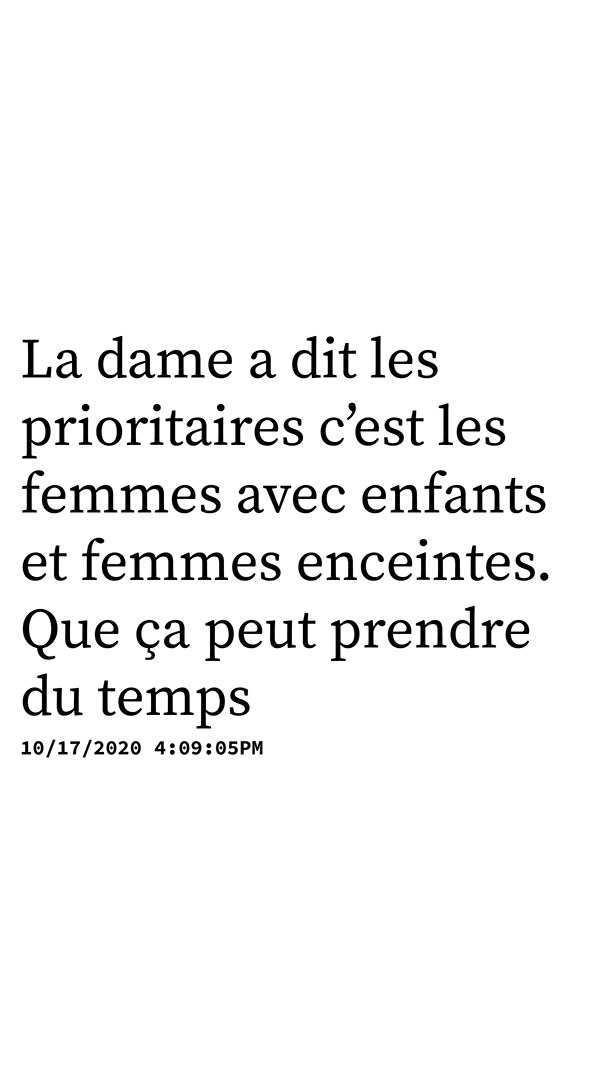 La dame a dit les
prioritaires c’est les
femmes avec enfants
et femmes enceintes.
Que ça peut prendre
du temps
10/17/2020 4:09:05PM